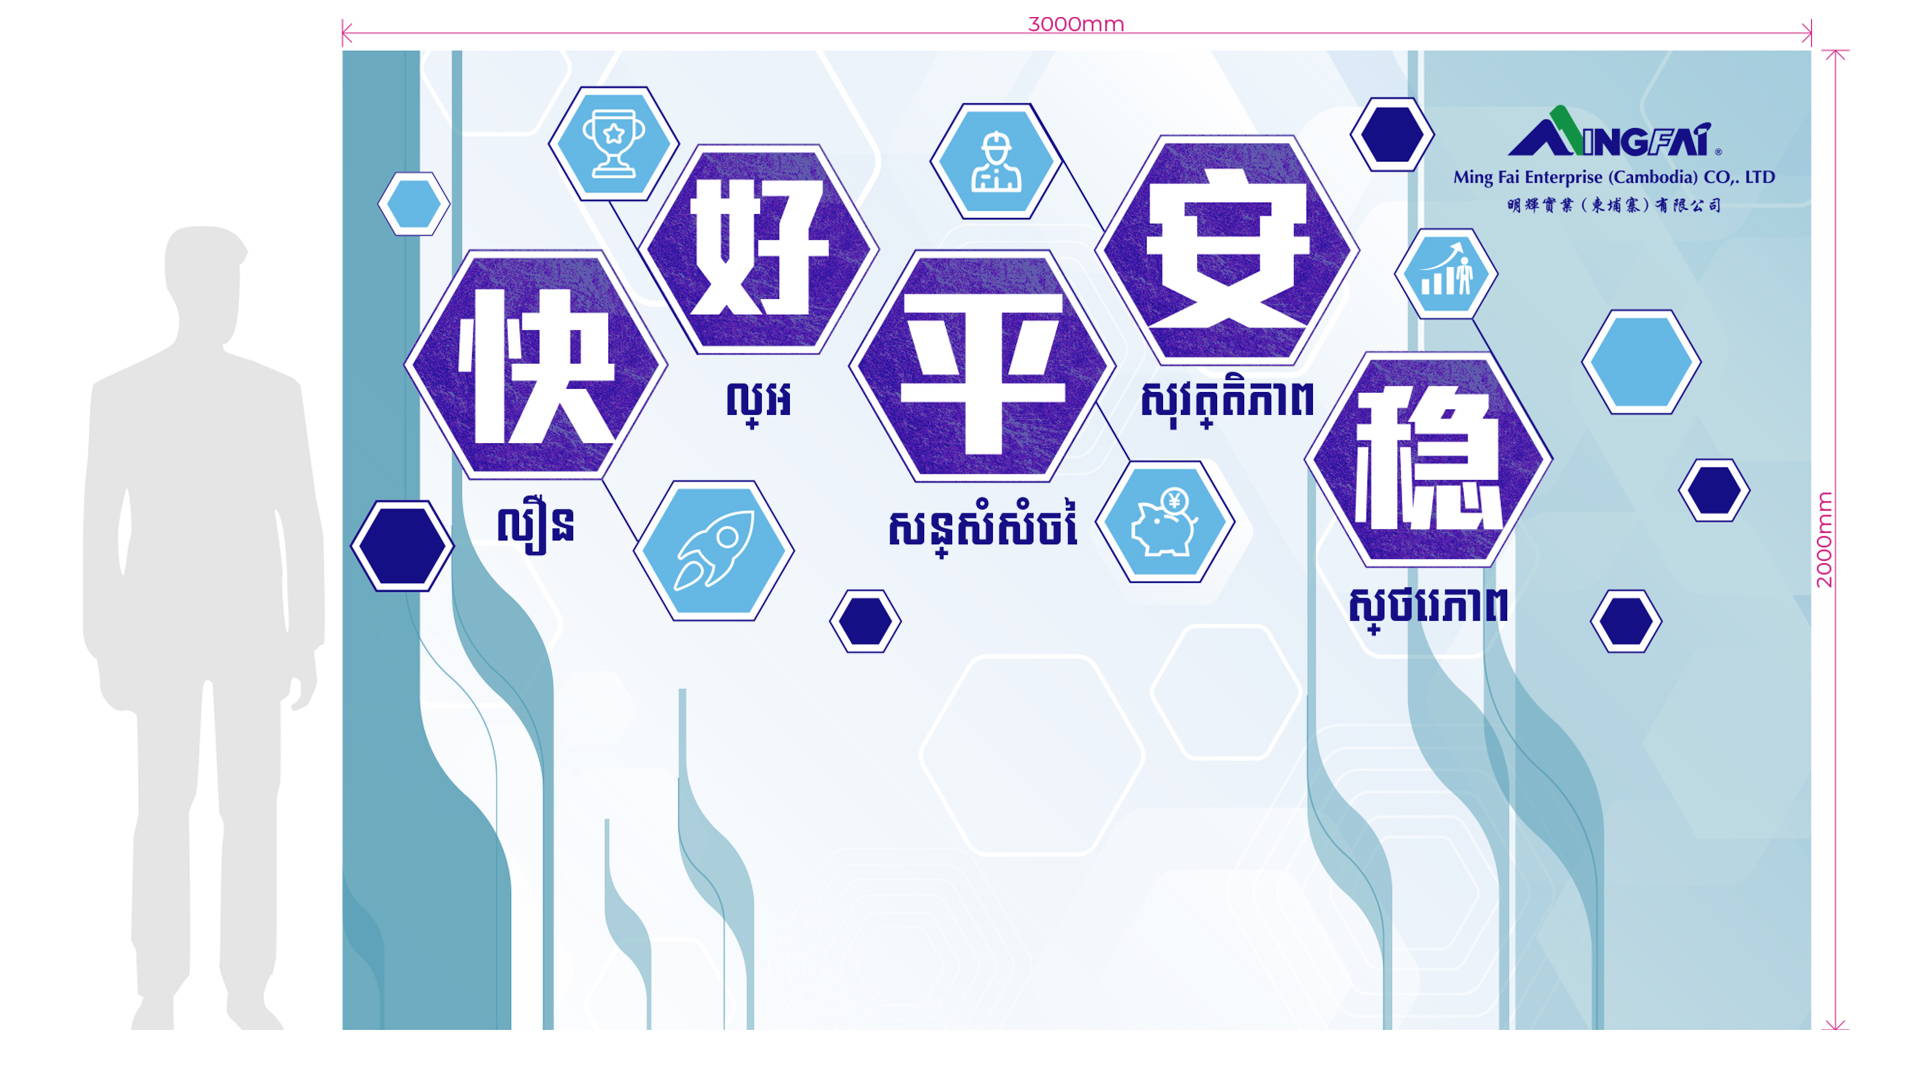 3000mm
MINGFAI ®
Ming Fai Enterprise (Cambodia) CO,. LTD
明輝實業（柬埔寨）有限公司
快
好
平
安
稳
លឿន
ល្អ
សន្សំសំចៃ
សុវត្តិភាព
ស្ថេរភាព
2000mm
¥